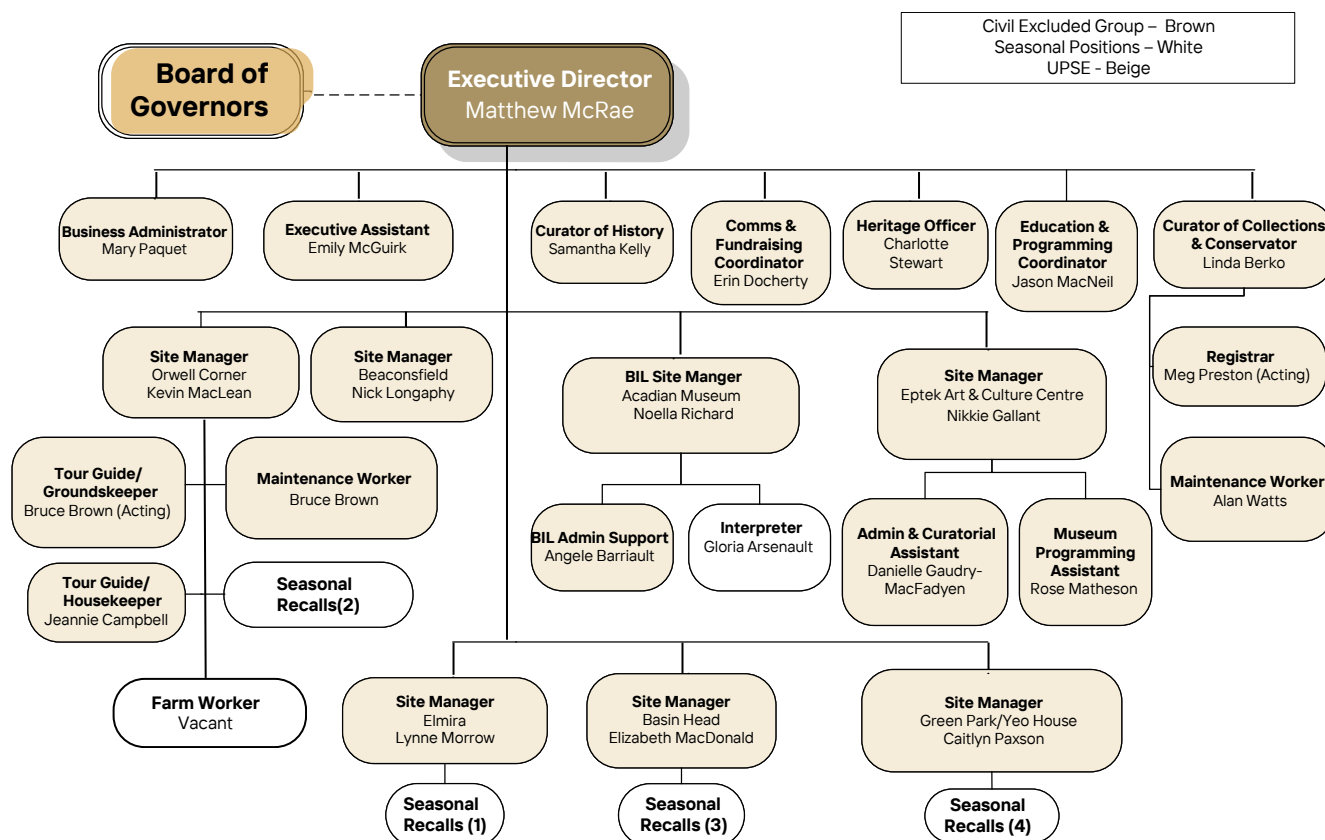 Civil Excluded Group – Brown
Seasonal Positions – White
UPSE - Beige
Board of
Governors
Executive Director
Matthew McRae
Business Administrator
Mary Paquet
Executive Assistant
Emily McGuirk
Curator of History
Samantha Kelly
Comms &
Fundraising
Coordinator
Erin Docherty
Heritage Officer
Charlotte
Stewart
Education &
Programming
Coordinator
Jason MacNeil
Curator of Collections
& Conservator
Linda Berko
Site Manager
Orwell Corner
Kevin MacLean
Site Manager
Beaconsfield
Nick Longaphy
BIL Site Manger
Acadian Museum
Noella Richard
Site Manager
Eptek Art & Culture Centre
Nikkie Gallant
Registrar
Meg Preston (Acting)
Tour Guide/
Groundskeeper
Bruce Brown (Acting)
Maintenance Worker
Bruce Brown
BIL Admin Support
Angele Barriault
Interpreter
Gloria Arsenault
Admin & Curatorial
Assistant
Danielle Gaudry-
MacFadyen
Museum
Programming
Assistant
Rose Matheson
Maintenance Worker
Alan Watts
Tour Guide/
Housekeeper
Jeannie Campbell
Seasonal
Recalls(2)
Farm Worker
Vacant
Site Manager
Elmira
Lynne Morrow
Site Manager
Basin Head
Elizabeth MacDonald
Site Manager
Green Park/Yeo House
Caitlyn Paxson
Seasonal
Recalls (1)
Seasonal
Recalls (3)
Seasonal
Recalls (4)